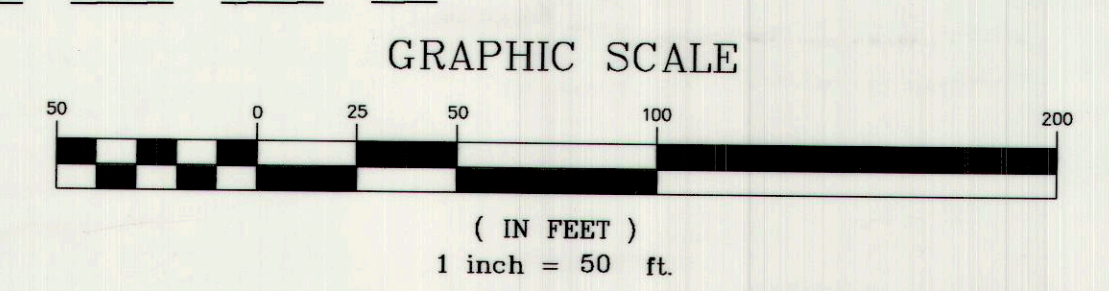 GRAPHIC SCALE
50 0 25 50 100 200
( IN FEET )
1 inch = 50 ft.